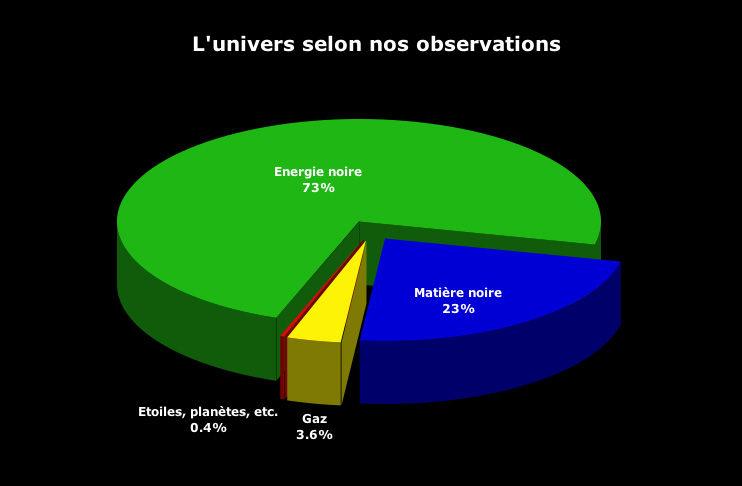 L'univers selon nos observations
Energie noire
73%
Matière noire
23%
Etoiles, planètes, etc.
0.4%
Gaz
3.6%